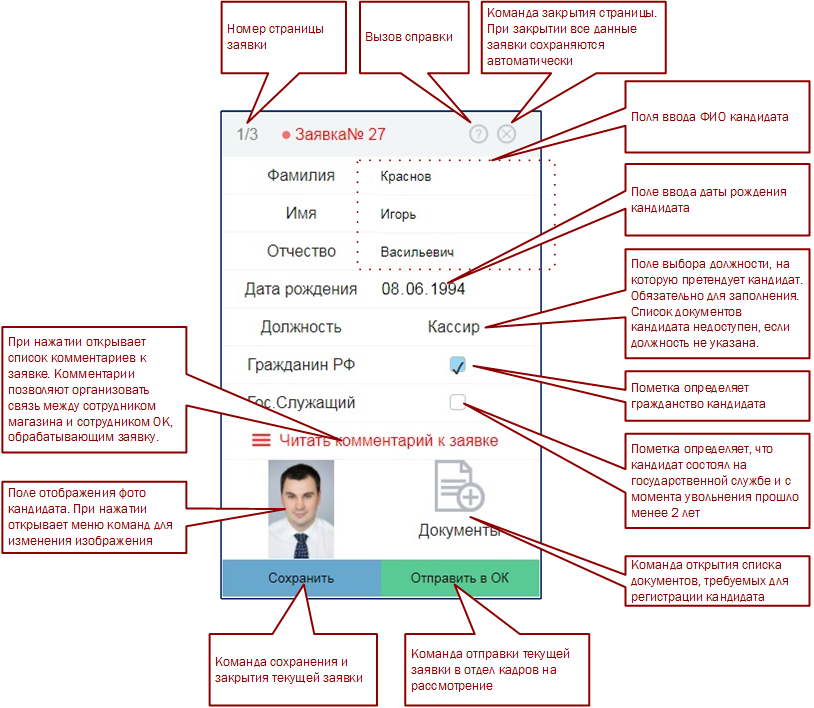 Номер страницы
заявки
Вызов справки
Команда закрытия страницы.
При закрытии все данные
заявки сохраняются
автоматически
1/3
Заявка№ 27
?
Фамилия
Краснов
Имя
Игорь
Отчество
Васильевич
Дата рождения
08.06.1994
Должность
Кассир
Гражданин РФ
Гос.Служащий
Читать комментарий к заявке
Документы
Сохранить
Отправить в ОК
Поля ввода ФИО кандидата
Поле ввода даты рождения
кандидата
Поле выбора должности, на
которую претендует кандидат.
Обязательно для заполнения.
Список документов
кандидата недоступен, если
должность не указана.
Пометка определяет
гражданство кандидата
Пометка определяет, что
кандидат состоял на
государственной службе и с
момента увольнения прошло
менее 2 лет
Команда открытия списка
документов, требуемых для
регистрации кандидата
При нажатии открывает
список комментариев к
заявке. Комментарии
позволяют организовать
связь между сотрудником
магазина и сотрудником ОК,
обрабатывающим заявку.
Поле отображения фото
кандидата. При нажатии
открывает меню команд для
изменения изображения
Команда сохранения и
закрытия текущей заявки
Команда отправки текущей
заявки в отдел кадров на
рассмотрение